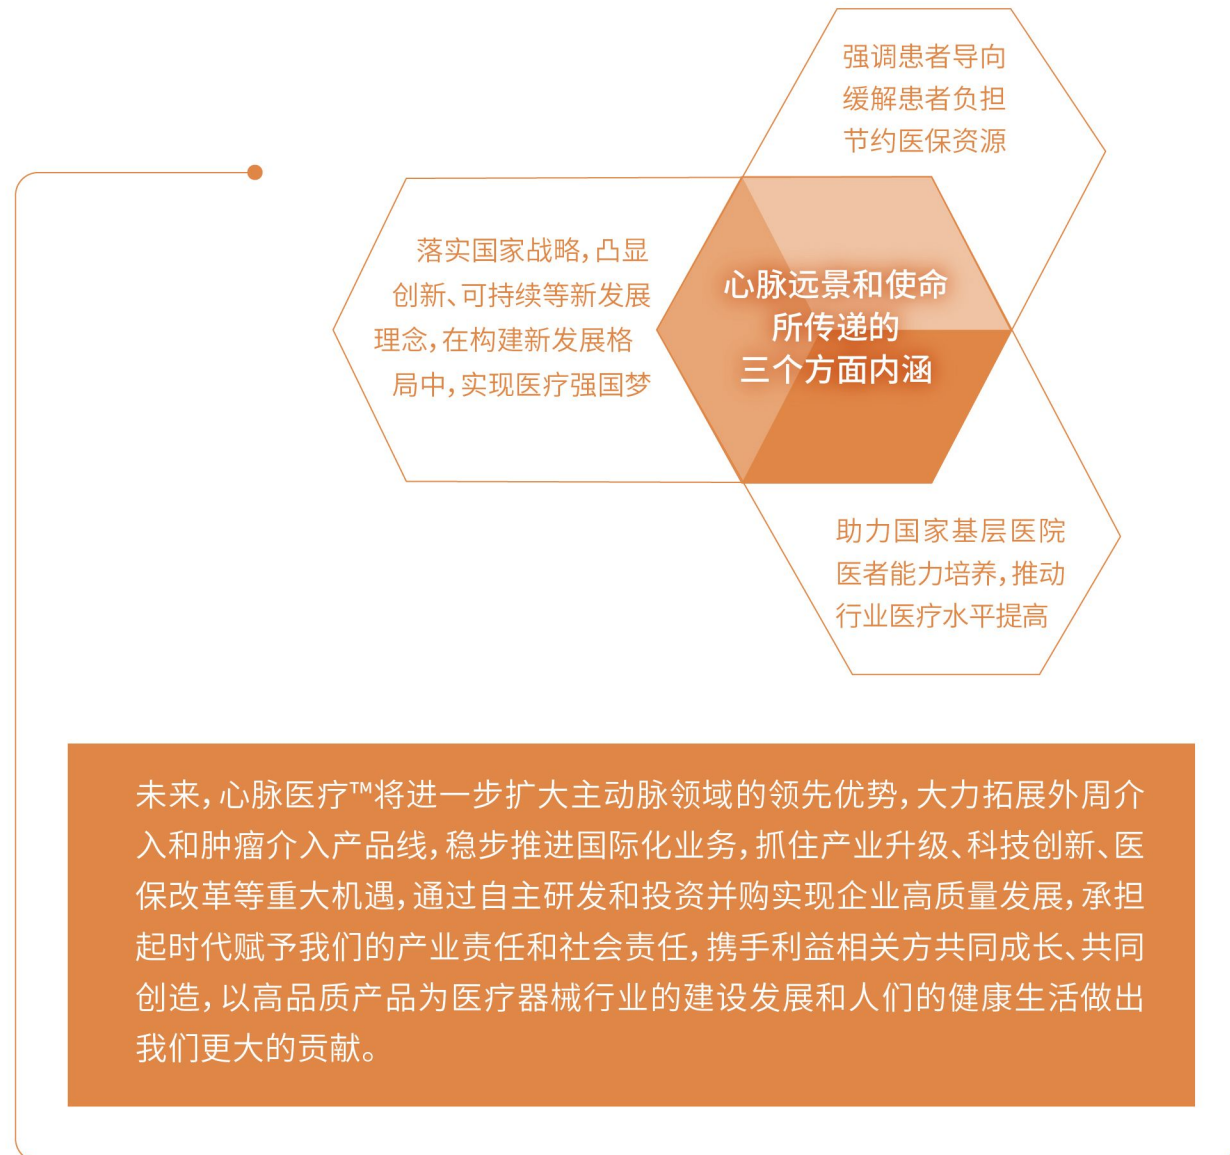 强调患者导向
缓解患者负担
节约医保资源
落实国家战略，凸显
创新、可持续等新发展
理念，在构建新发展格
局中，实现医疗强国梦
心脉远景和使命
所传递的
三个方面内涵
助力国家基层医院
医者能力培养，推动
行业医疗水平提高
未来，心脉医疗™将进一步扩大主动脉领域的领先优势，大力拓展外周介
入和肿瘤介入产品线，稳步推进国际化业务，抓住产业升级、科技创新、医
保改革等重大机遇，通过自主研发和投资并购实现企业高质量发展，承担
起时代赋予我们的产业责任和社会责任，携手利益相关方共同成长、共同
创造，以高品质产品为医疗器械行业的建设发展和人们的健康生活做出
我们更大的贡献。